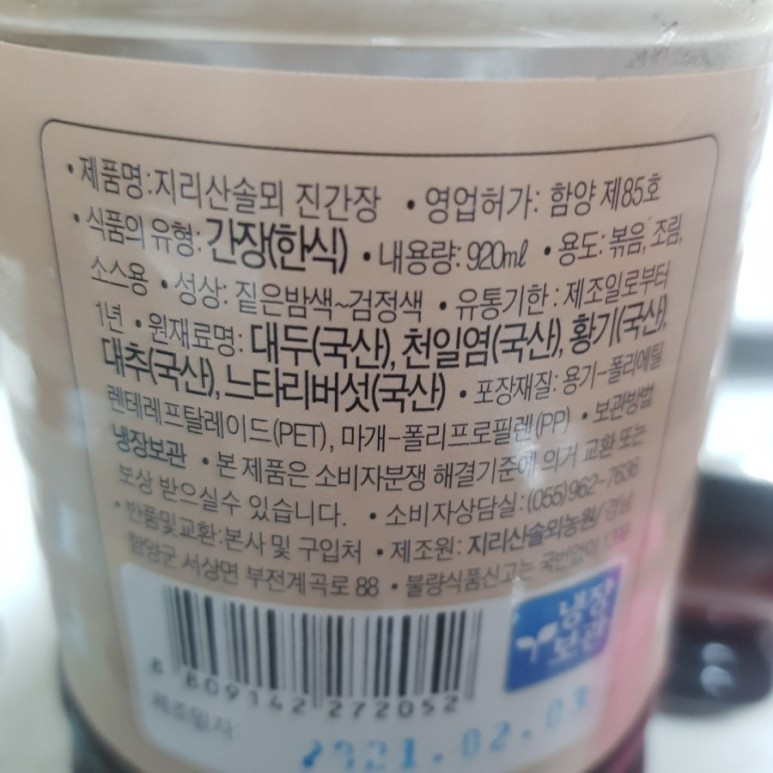 • 제품명: 지리산솔뫼 진간장 • 영업허가: 함양 제85호
• 식품의 유형: 간장(한식) • 내용량: 920ml • 용도: 볶음, 조림,
소스용 • 성상: 짙은밤색~검정색 • 유통기한 : 제조일로부터
1년 • 원재료명: 대두(국산), 천일염(국산), 황기(국산),
대추(국산), 느타리버섯(국산) • 포장재질: 용기-폴리에틸
렌테레프탈레이드(PET), 마개-폴리프로필렌(PP) • 보관방법
냉장보관 • 본 제품은 소비자분쟁 해결기준에 의거 교환 또는
보상 받으실수 있습니다. • 소비자상담실: (055)962-7636
• 반품및교환:본사 및 구입처 • 제조원: 지리산솔뫼농원/경남
함양군 서상면 부전계곡로 88 • 불량식품신고는 국번없이 1399
냉장
보관
8 809142 272052
제조일자:
2021.02.03